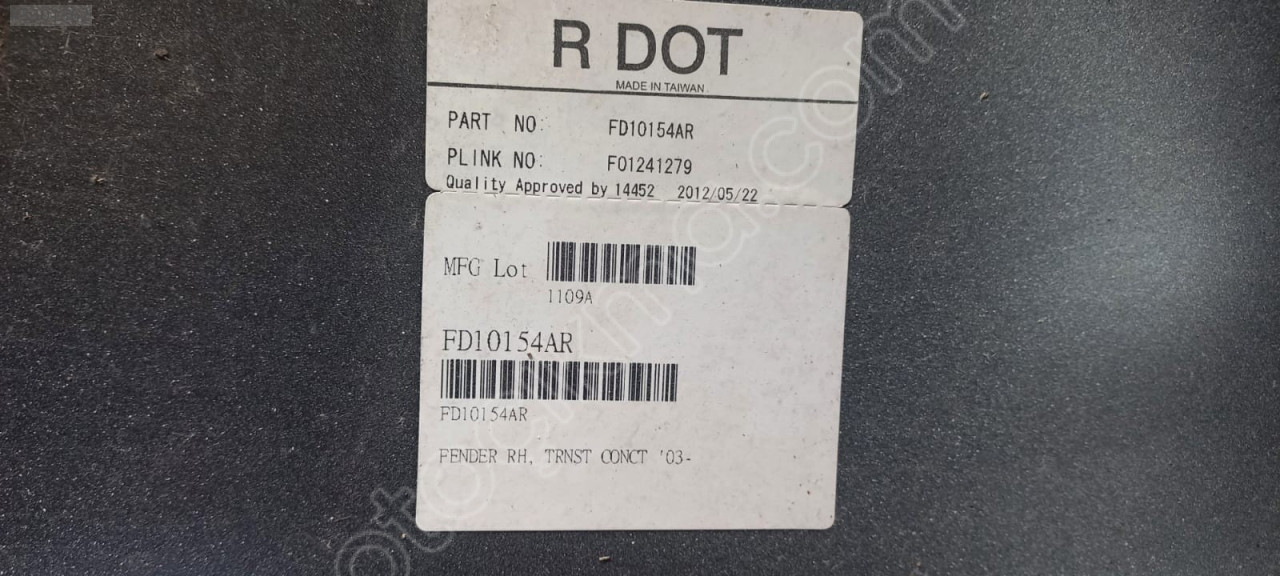 R DOT
MADE IN TAIWAN
PART NO: FD10154AR
PLINK NO: F01241279
Quality Approved by 14452 2012/05/22
MFG Lot
1109A
FD10154AR
FD10154AR
FENDER RH, TRNST CONCT '03-